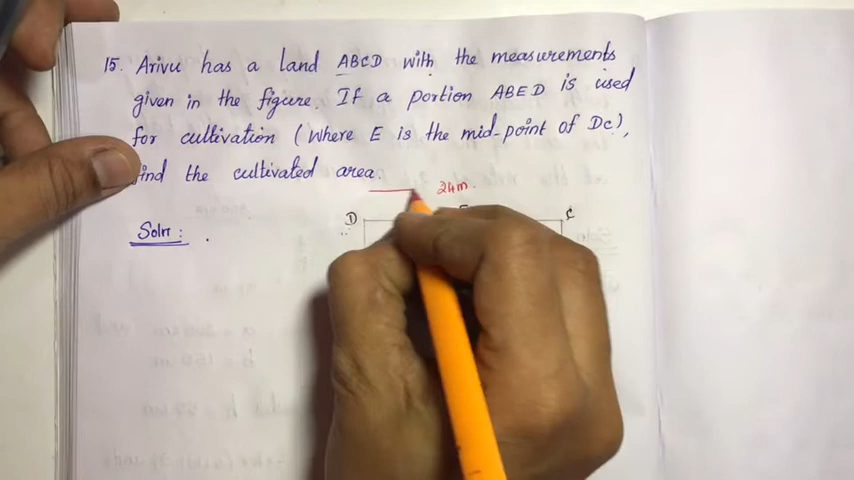 15. Arivu has a land ABCD with the measurements
given in the figure. If a portion ABED is used
for cultivation (Where E is the mid-point of DC),
find the cultivated area.
24m.
D E C
Soln :